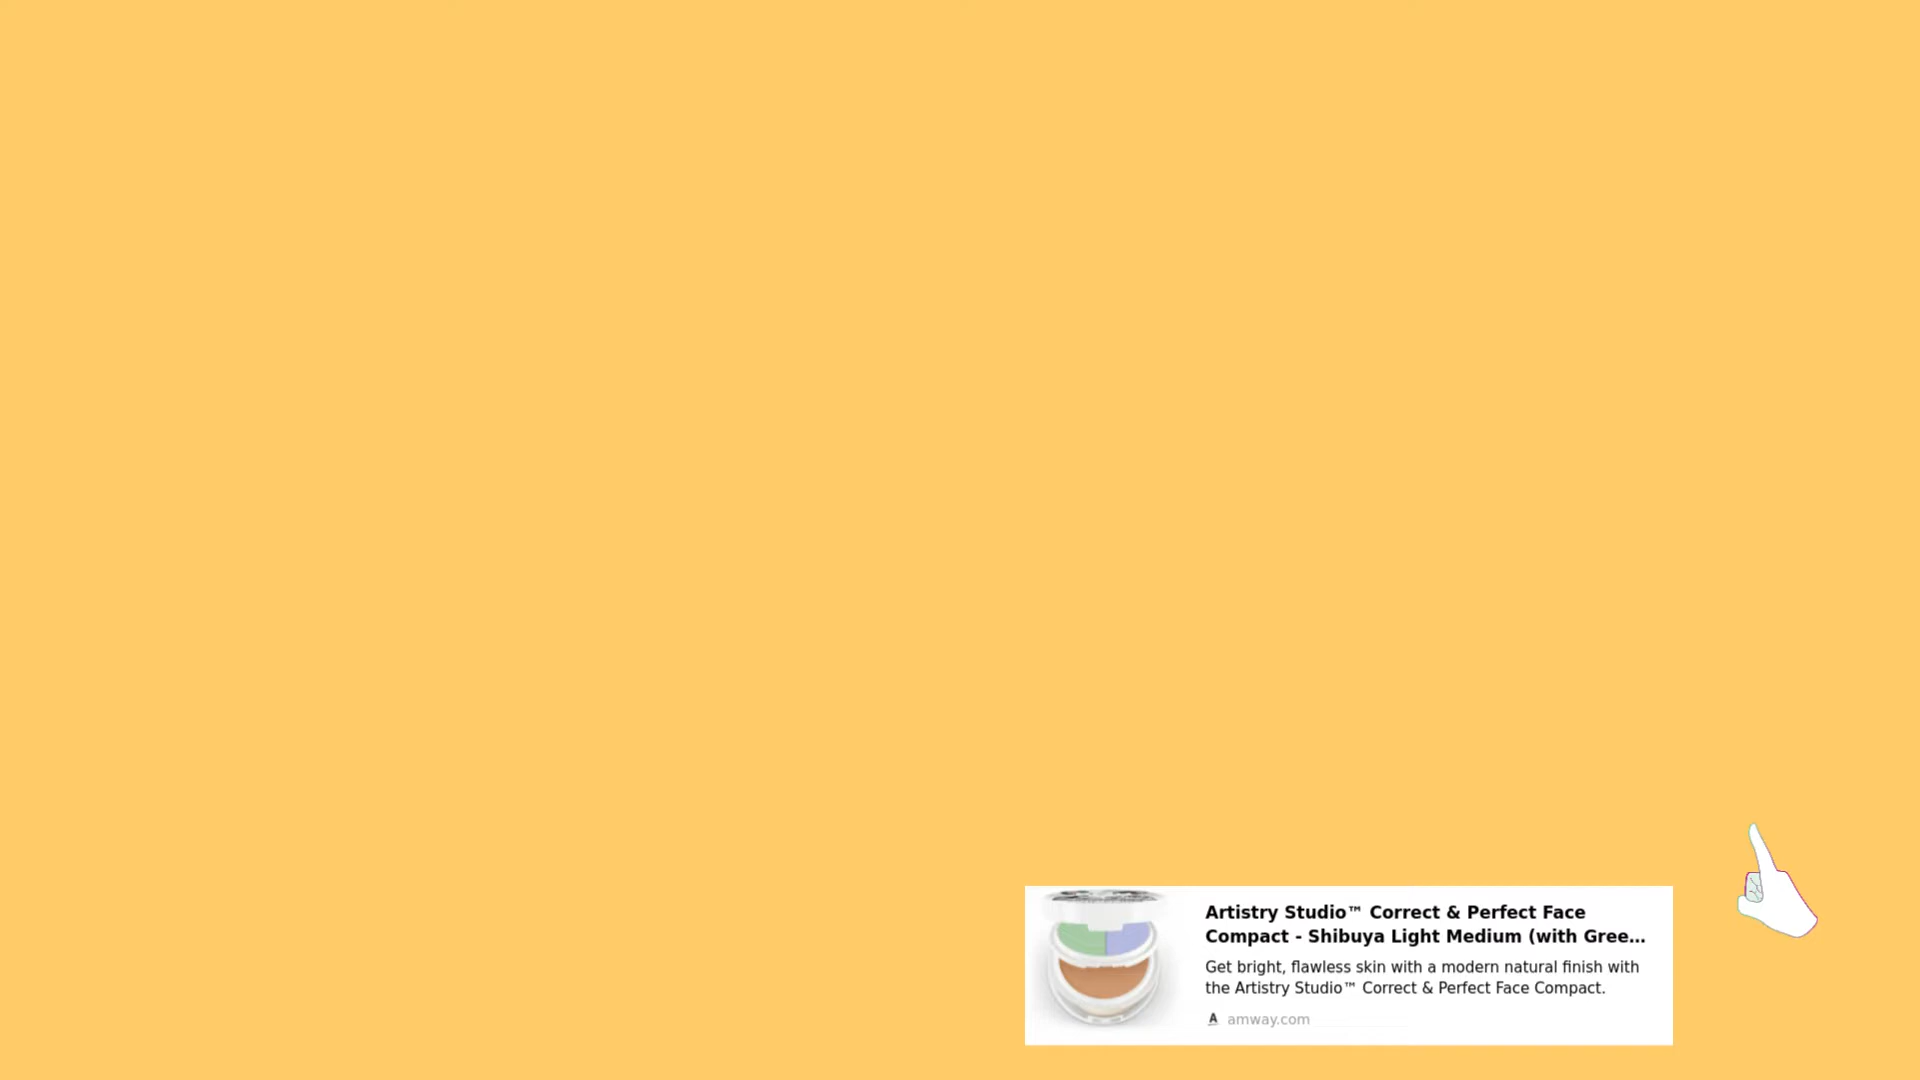 Artistry Studio™ Correct & Perfect Face
Compact - Shibuya Light Medium (with Gree...
Get bright, flawless skin with a modern natural finish with
the Artistry Studio™ Correct & Perfect Face Compact.
A amway.com